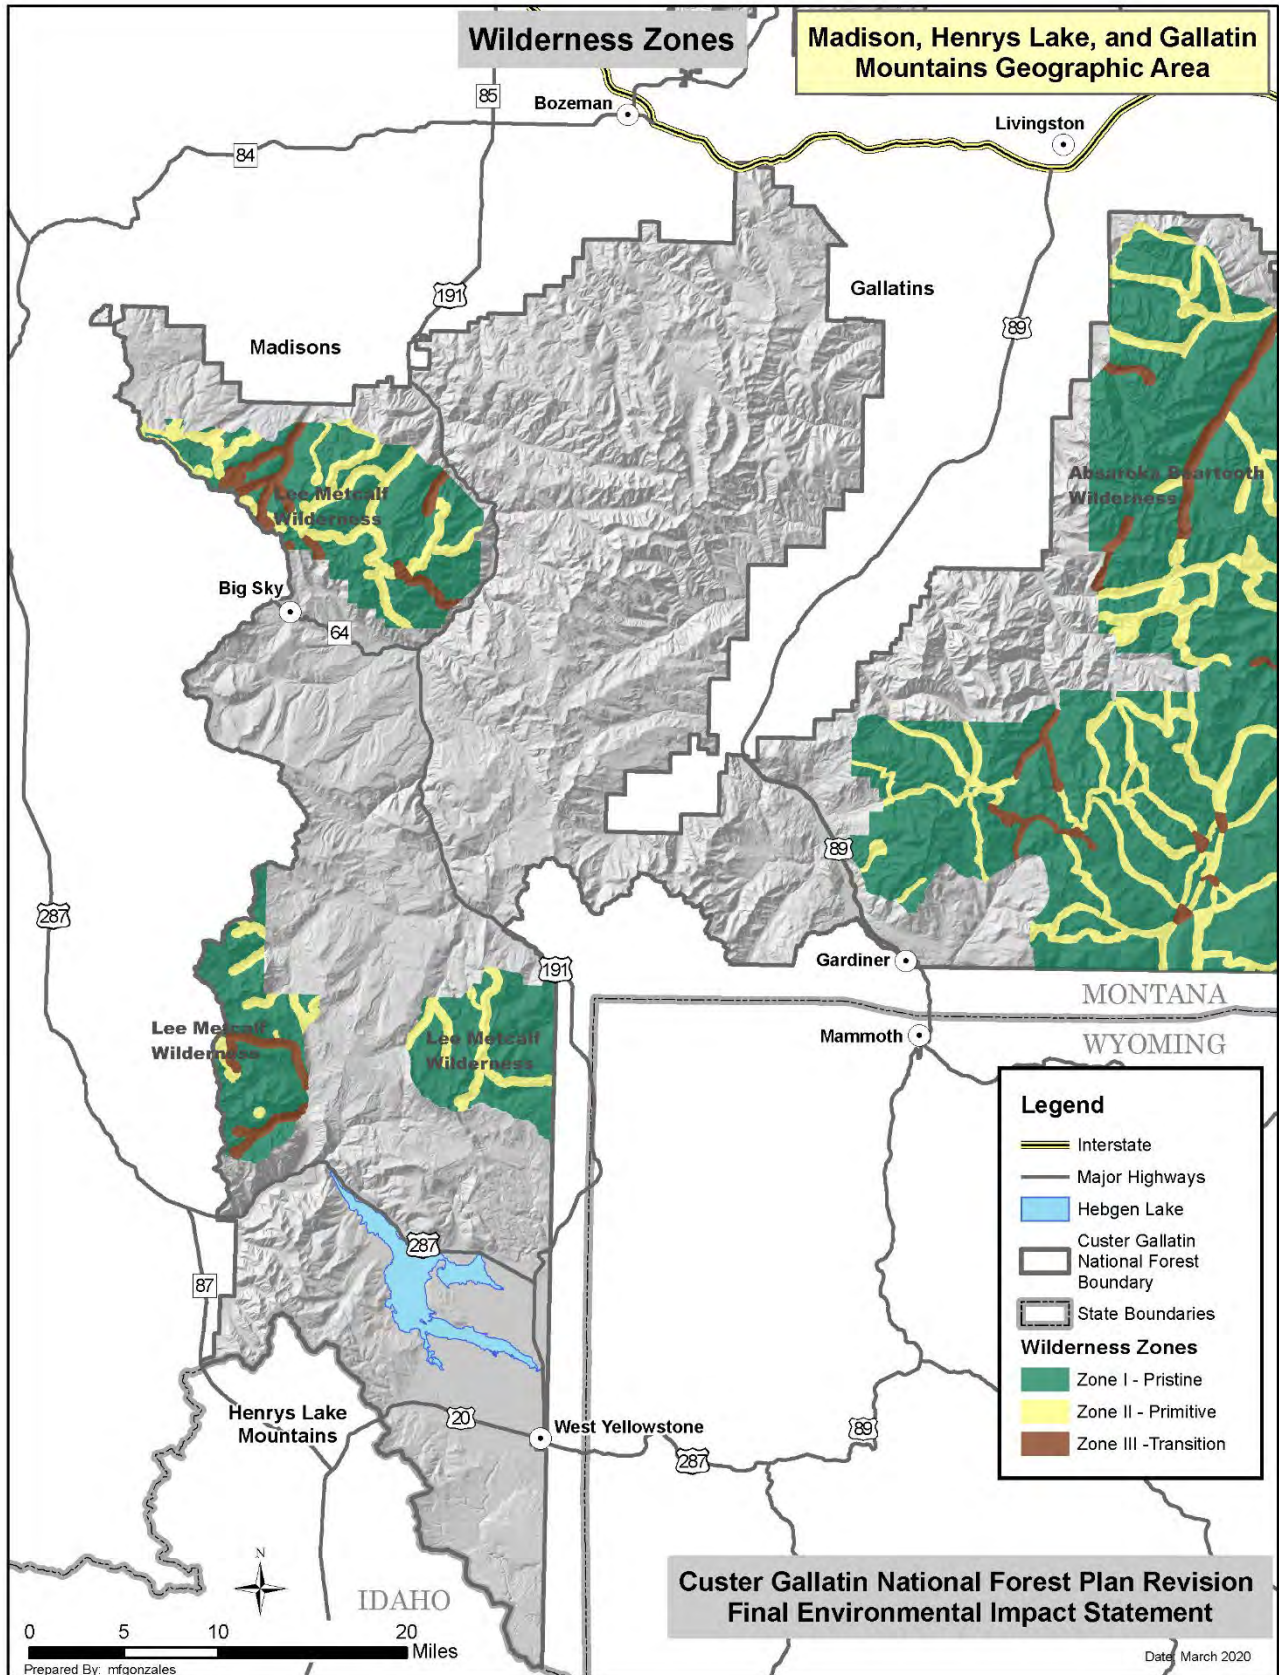 Wilderness Zones
Madison, Henrys Lake, and Gallatin
Mountains Geographic Area
85
Bozeman
Livingston
84
191
Gallatins
89
Madisons
Absaroka Beartooth
Wilderness
Lee Metcalf
Wilderness
Big Sky
64
89
287
Gardiner
191
MONTANA
Lee Metcalf
Wilderness
Lee Metcalf
Wilderness
Mammoth
WYOMING
Legend
Interstate
Major Highways
Hebgen Lake
Custer Gallatin
National Forest
Boundary
State Boundaries
Wilderness Zones
Zone I - Pristine
Zone II - Primitive
Zone III -Transition
287
87
Henrys Lake
Mountains
20
West Yellowstone
89
287
N
IDAHO
Custer Gallatin National Forest Plan Revision
Final Environmental Impact Statement
0 5 10 20
Miles
Prepared By: mfgonzales
Date: March 2020